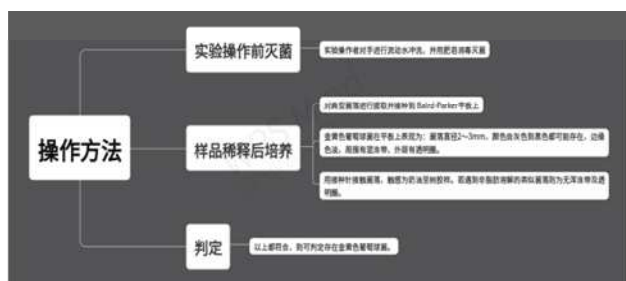 实验操作前灭菌
实验操作者对手进行流动水冲洗，并用肥皂消毒灭菌
操作方法
样品稀释后培养
对典型菌落进行提取并接种到 Baird-Parker平板上
金黄色葡萄球菌在平板上表现为：菌落直径2～3mm，颜色由灰色到黑色都可能存在，边缘
色淡，周围有混浊带，外层有透明圈。
用接种针接触菌落，触感为奶油至树胶样。若遇到非脂肪溶解的类似菌落则为无浑浊带及透
明圈。
判定
以上都符合，则可判定存在金黄色葡萄球菌。